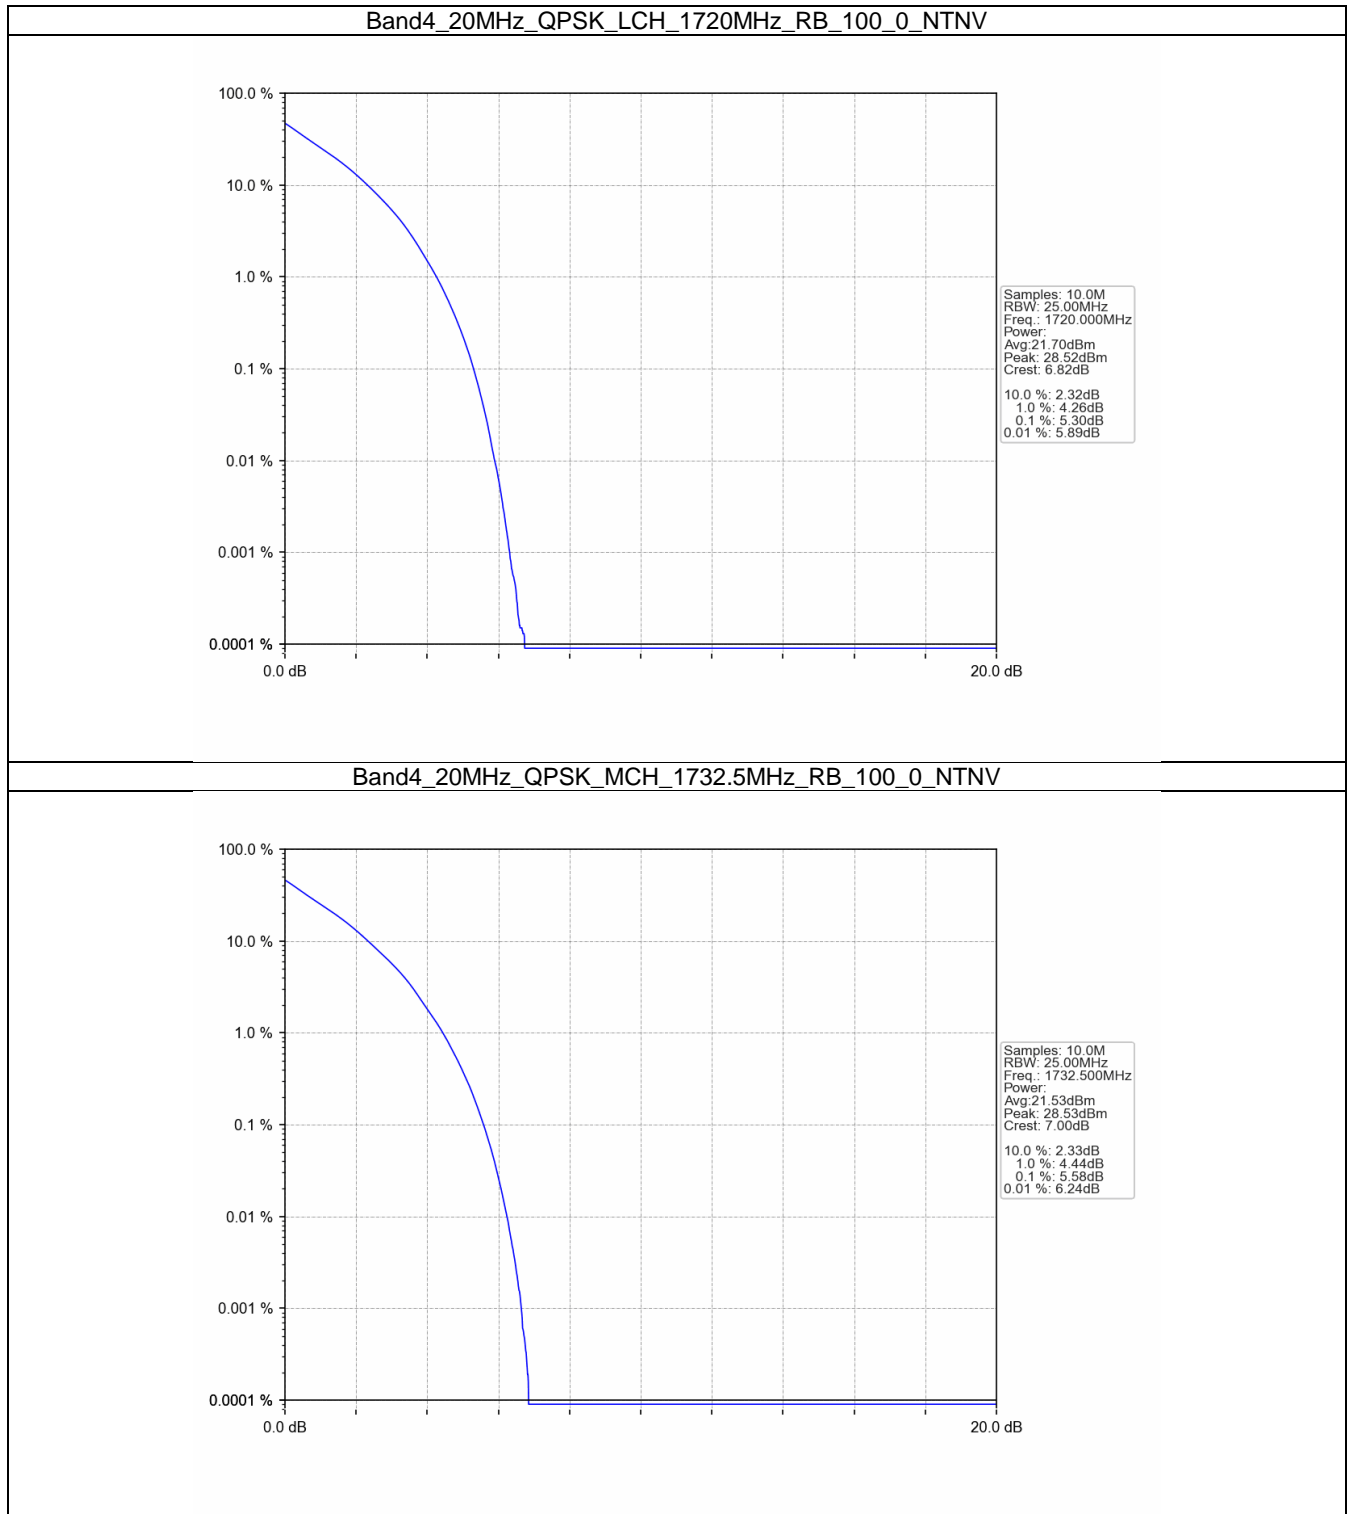 Band4_20MHz_QPSK_LCH_1720MHz_RB_100_0_NTNV
100.0 %
10.0 %
1.0 %
0.1 %
0.01 %
0.001 %
0.0001 %
0.0 dB
20.0 dB
Samples: 10.0M
RBW: 25.00MHz
Freq.: 1720.000MHz
Power:
Avg:21.70dBm
Peak: 28.52dBm
Crest: 6.82dB
10.0 %: 2.32dB
1.0 %: 4.26dB
0.1 %: 5.30dB
0.01 %: 5.89dB
Band4_20MHz_QPSK_MCH_1732.5MHz_RB_100_0_NTNV
100.0 %
10.0 %
1.0 %
0.1 %
0.01 %
0.001 %
0.0001 %
0.0 dB
20.0 dB
Samples: 10.0M
RBW: 25.00MHz
Freq.: 1732.500MHz
Power:
Avg:21.53dBm
Peak: 28.53dBm
Crest: 7.00dB
10.0 %: 2.33dB
1.0 %: 4.44dB
0.1 %: 5.58dB
0.01 %: 6.24dB